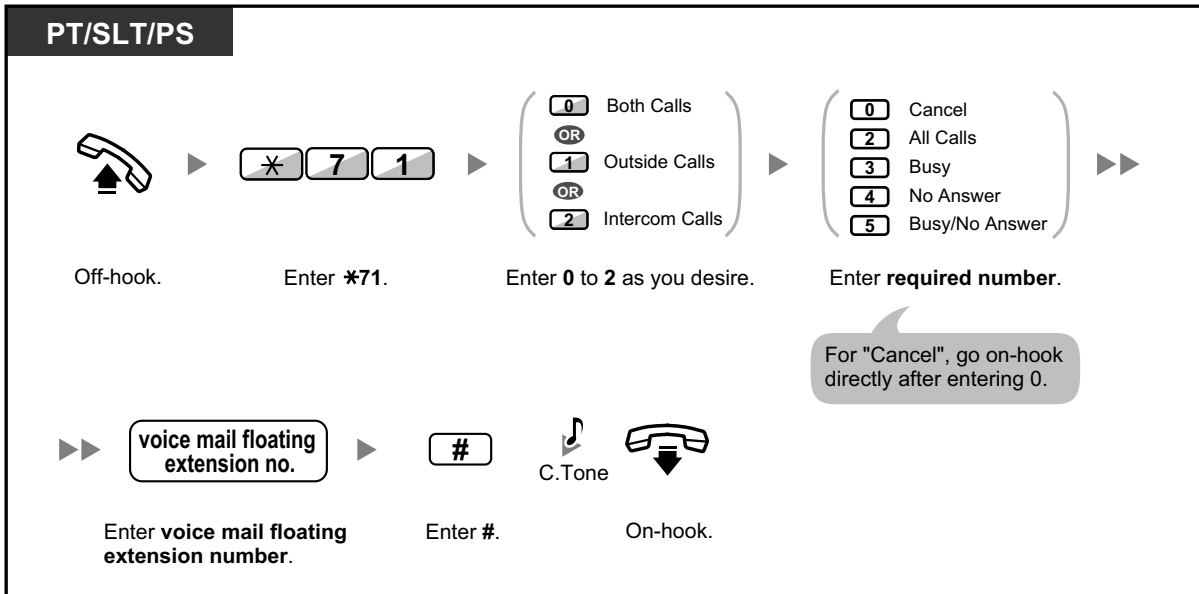 PT/SLT/PS
0 Both Calls
OR
1 Outside Calls
OR
2 Intercom Calls
0 Cancel
2 All Calls
3 Busy
4 No Answer
5 Busy/No Answer
* 7 1
Off-hook.
Enter *71.
Enter 0 to 2 as you desire.
Enter required number.
For "Cancel", go on-hook
directly after entering 0.
voice mail floating
extension no.
#
C.Tone
Enter voice mail floating
extension number.
Enter #.
On-hook.